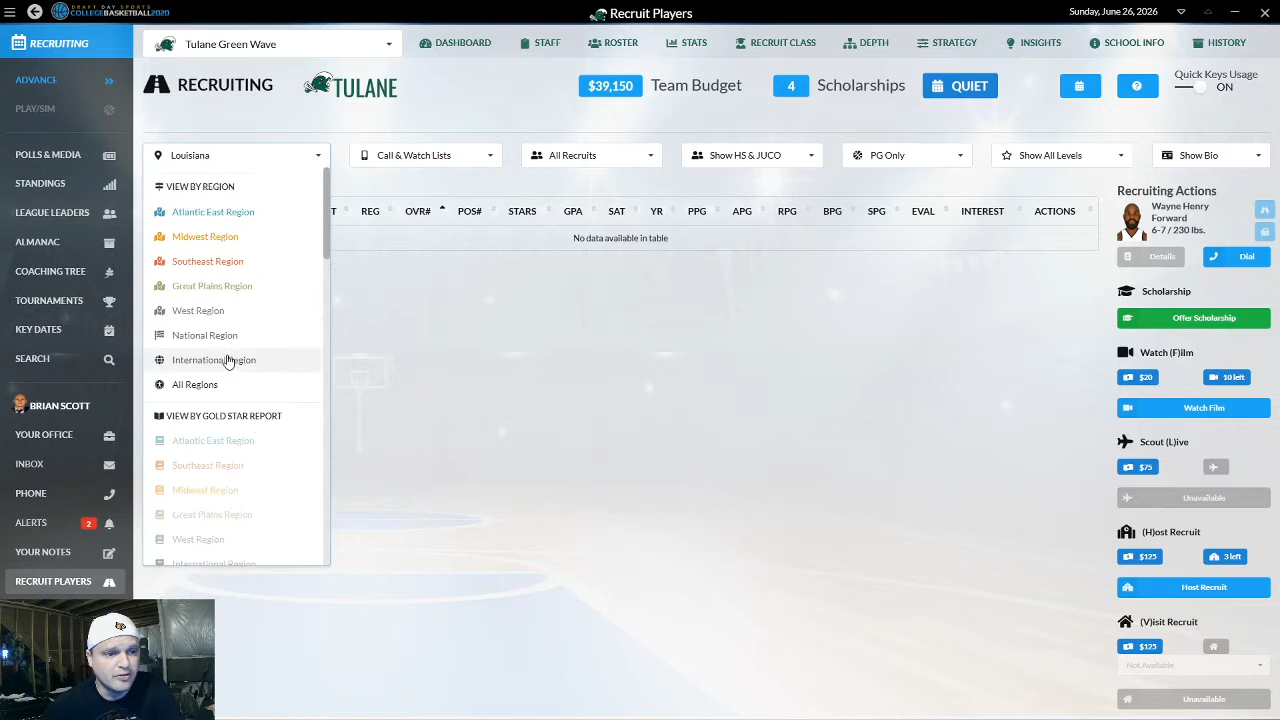 DRAFT DAY SPORTS
COLLEGE BASKETBALL 2020
Recruit Players
Sunday, June 26, 2026
RECRUITING
Tulane Green Wave
DASHBOARD
STAFF
ROSTER
STATS
RECRUIT CLASS
DEPTH
STRATEGY
INSIGHTS
SCHOOL INFO
HISTORY
ADVANCE
PLAY/SIM
POLLS & MEDIA
STANDINGS
LEAGUE LEADERS
ALMANAC
COACHING TREE
TOURNAMENTS
KEY DATES
SEARCH
BRIAN SCOTT
YOUR OFFICE
INBOX
PHONE
ALERTS 2
YOUR NOTES
RECRUIT PLAYERS
RECRUITING
TULANE
$39,150 Team Budget
4 Scholarships
QUIET
Quick Keys Usage
ON
Louisiana
Call & Watch Lists
All Recruits
Show HS & JUCO
PG Only
Show All Levels
Show Bio
VIEW BY REGION
Atlantic East Region
Midwest Region
Southeast Region
Great Plains Region
West Region
National Region
International Region
All Regions
VIEW BY GOLD STAR REPORT
Atlantic East Region
Southeast Region
Midwest Region
Great Plains Region
West Region
International Region
T REG OVR# POS# STARS GPA SAT YR PPG APG RPG BPG SPG EVAL INTEREST ACTIONS
No data available in table
Recruiting Actions
Wayne Henry
Forward
6-7 / 230 lbs.
Details
Dial
Scholarship
Offer Scholarship
Watch (F)ilm
$20
10 left
Watch Film
Scout (L)ive
$75
Unavailable
(H)ost Recruit
$125
3 left
Host Recruit
(V)isit Recruit
$125
Not Available
Unavailable